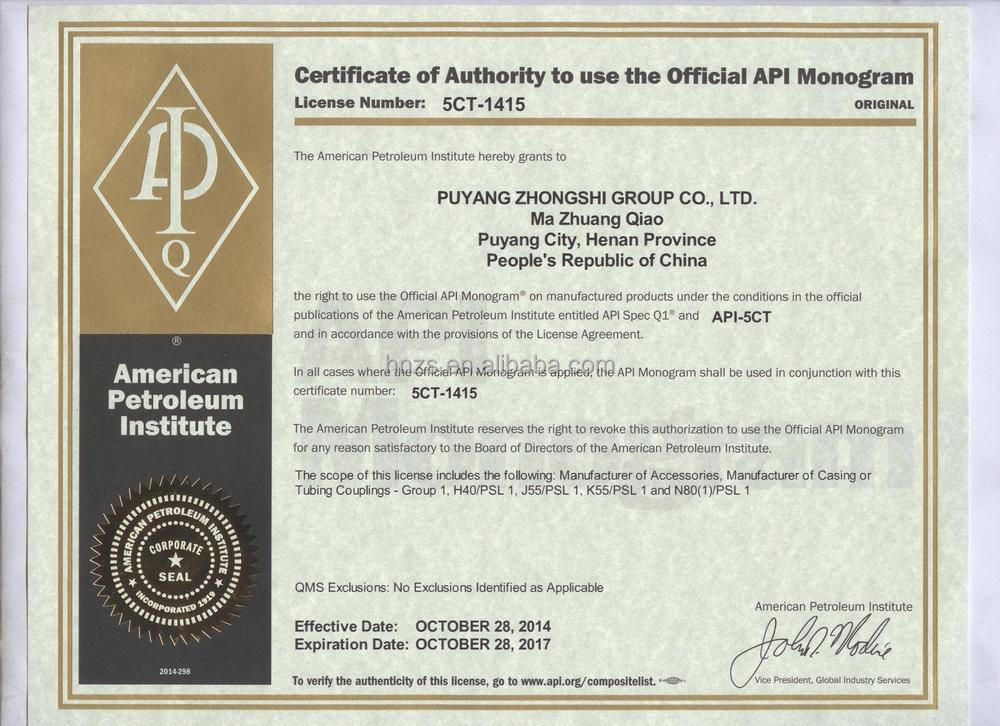 Certificate of Authority to use the Official API Monogram
License Number: 5CT-1415
ORIGINAL
The American Petroleum Institute hereby grants to
PUYANG ZHONGSHI GROUP CO., LTD.
Ma Zhuang Qiao
Puyang City, Henan Province
People's Republic of China
the right to use the Official API Monogram® on manufactured products under the conditions in the official
publications of the American Petroleum Institute entitled API Spec Q1® and API-5CT
and in accordance with the provisions of the License Agreement.
hnzs.en.alibaba.com
In all cases where the Official API Monogram is applied, the API Monogram shall be used in conjunction with this
certificate number: 5CT-1415
The American Petroleum Institute reserves the right to revoke this authorization to use the Official API Monogram
for any reason satisfactory to the Board of Directors of the American Petroleum Institute.
The scope of this license includes the following: Manufacturer of Accessories, Manufacturer of Casing or
Tubing Couplings - Group 1, H40/PSL 1, J55/PSL 1, K55/PSL 1 and N80(1)/PSL 1
QMS Exclusions: No Exclusions Identified as Applicable
Effective Date: OCTOBER 28, 2014
Expiration Date: OCTOBER 28, 2017
To verify the authenticity of this license, go to www.api.org/compositelist.
American Petroleum Institute
Vice President, Global Industry Services
API
Q
®
American
Petroleum
Institute
AMERICAN PETROLEUM INSTITUTE
CORPORATE
SEAL
INCORPORATED 1919
2014-298